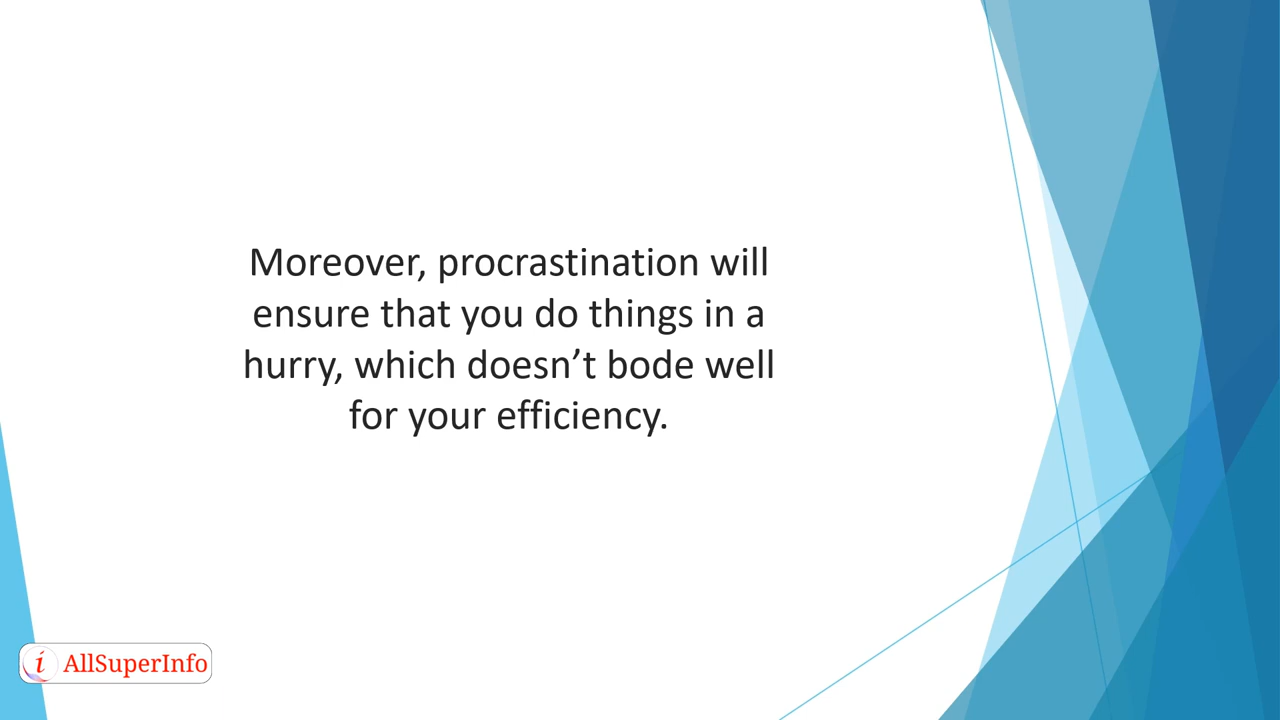 Moreover, procrastination will
ensure that you do things in a
hurry, which doesn’t bode well
for your efficiency.
i AllSuperInfo